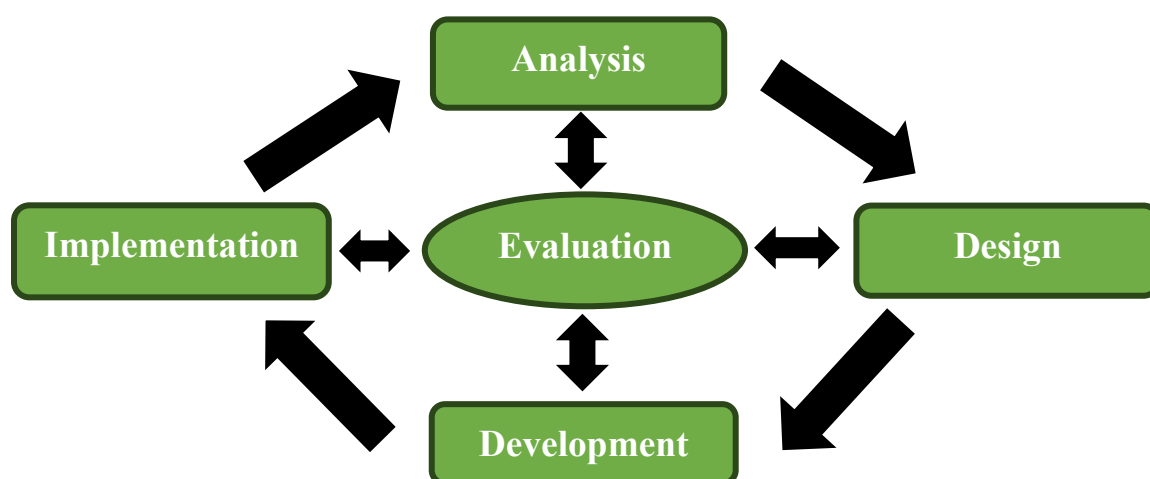 Analysis
Implementation
Evaluation
Design
Development